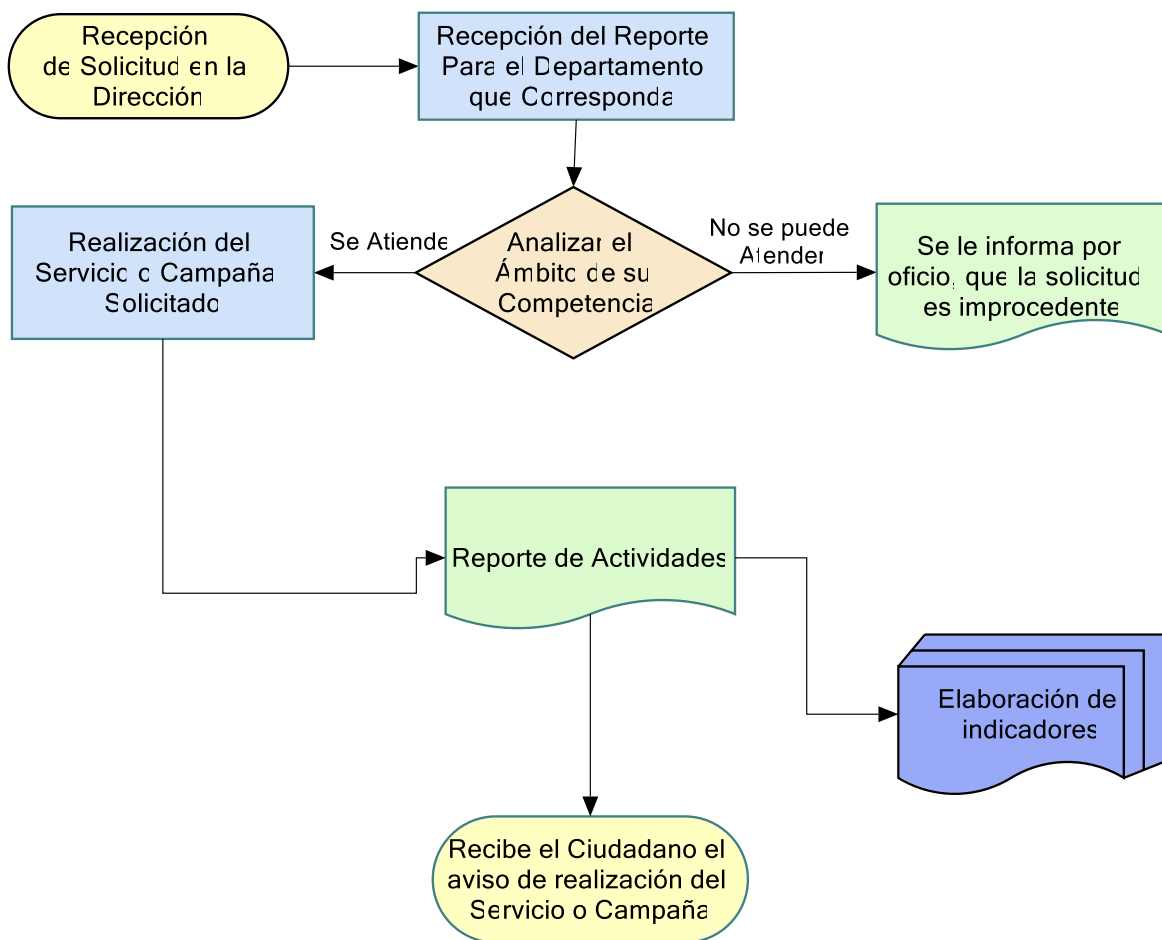 Recepción
de Solicitud en la
Dirección
Recepción del Reporte
Para el Departamento
que Corresponda
Realización del
Servicio o Campaña
Solicitado
Se Atiende
Analizar el
Ámbito de su
Competencia
No se puede
Atender
Se le informa por
oficio, que la solicitud
es improcedente
Reporte de Actividades
Elaboración de
indicadores
Recibe el Ciudadano el
aviso de realización del
Servicio o Campaña